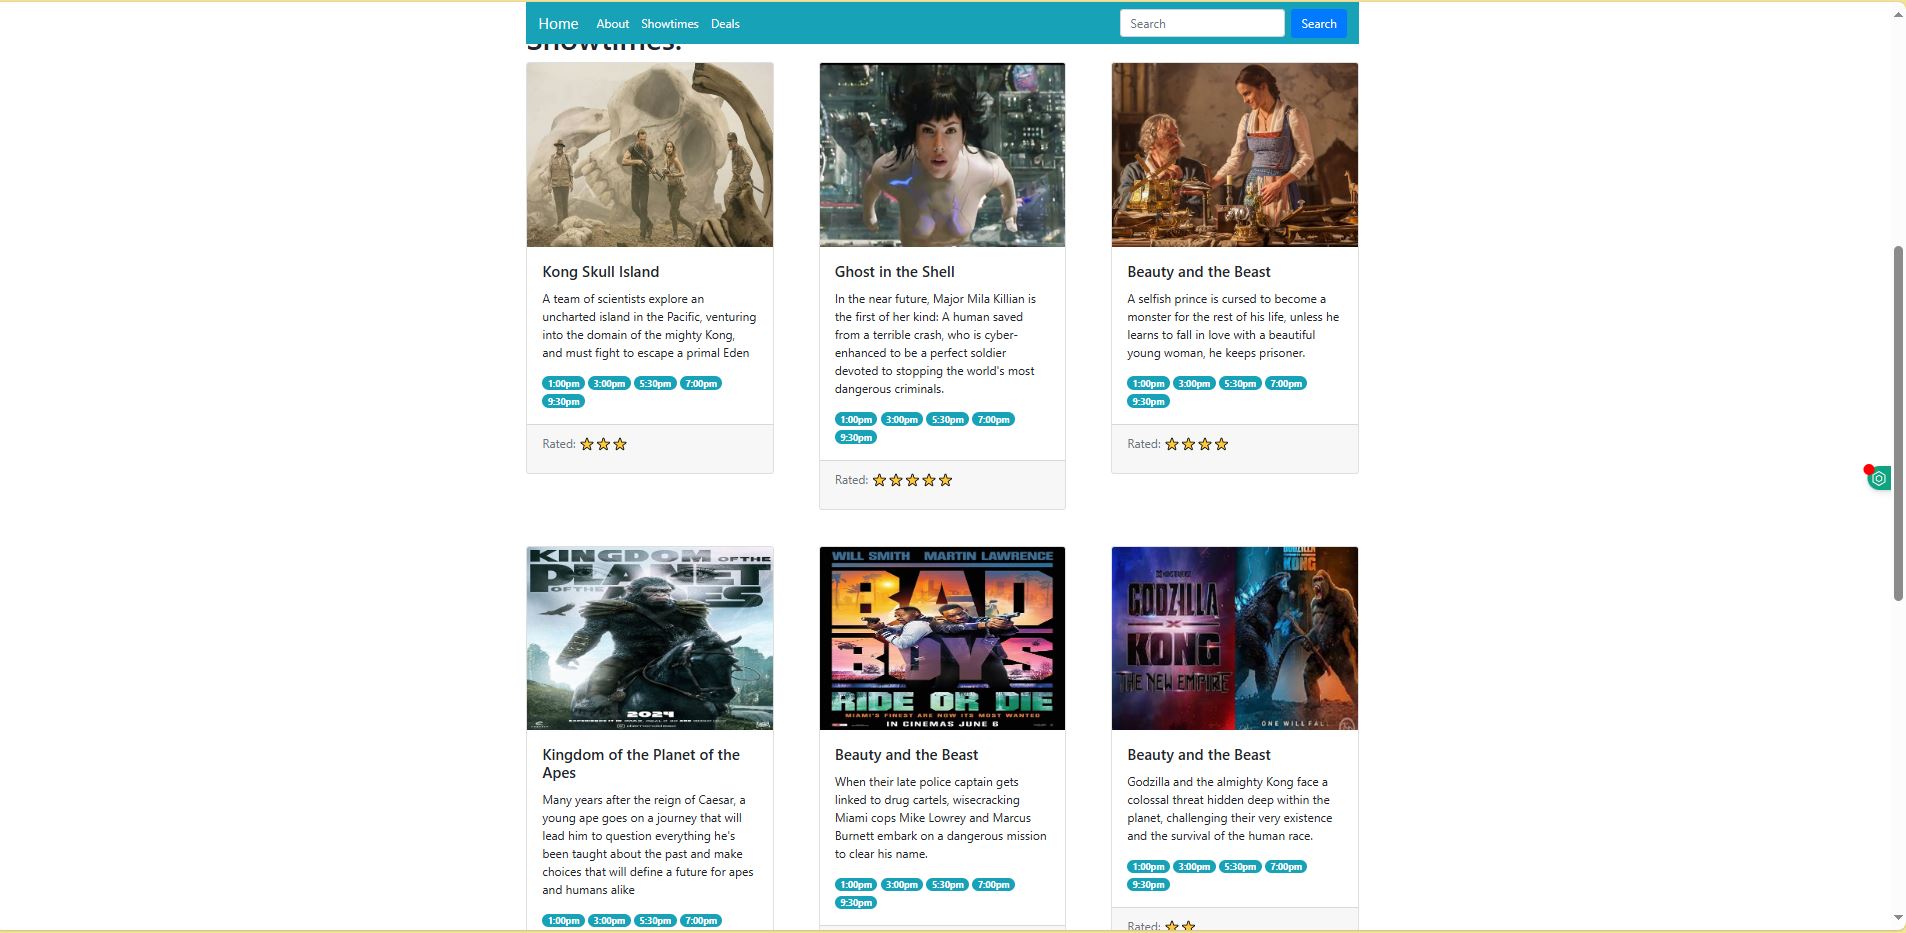 Home About Showtimes Deals Search Search
Showtimes:
Kong Skull Island
A team of scientists explore an
uncharted island in the Pacific, venturing
into the domain of the mighty Kong,
and must fight to escape a primal Eden
1:00pm 3:00pm 5:30pm 7:00pm
9:30pm
Rated:
Ghost in the Shell
In the near future, Major Mila Killian is
the first of her kind: A human saved
from a terrible crash, who is cyber-
enhanced to be a perfect soldier
devoted to stopping the world's most
dangerous criminals.
1:00pm 3:00pm 5:30pm 7:00pm
9:30pm
Rated:
Beauty and the Beast
A selfish prince is cursed to become a
monster for the rest of his life, unless he
learns to fall in love with a beautiful
young woman, he keeps prisoner.
1:00pm 3:00pm 5:30pm 7:00pm
9:30pm
Rated:
KINGDOM OF THE
PLANET
OF THE APES
2024
Kingdom of the Planet of the
Apes
Many years after the reign of Caesar, a
young ape goes on a journey that will
lead him to question everything he's
been taught about the past and make
choices that will define a future for apes
and humans alike
1:00pm 3:00pm 5:30pm 7:00pm
WILL SMITH MARTIN LAWRENCE
BAD
BOYS
RIDE OR DIE
MIAMI'S FINEST ARE NOW ITS MOST WANTED
IN CINEMAS JUNE 6
Beauty and the Beast
When their late police captain gets
linked to drug cartels, wisecracking
Miami cops Mike Lowrey and Marcus
Burnett embark on a dangerous mission
to clear his name.
1:00pm 3:00pm 5:30pm 7:00pm
9:30pm
GODZILLA
KONG
GODZILLA
X
KONG
THE NEW EMPIRE
ONE WILL FALL
Beauty and the Beast
Godzilla and the almighty Kong face a
colossal threat hidden deep within the
planet, challenging their very existence
and the survival of the human race.
1:00pm 3:00pm 5:30pm 7:00pm
9:30pm
Rated: